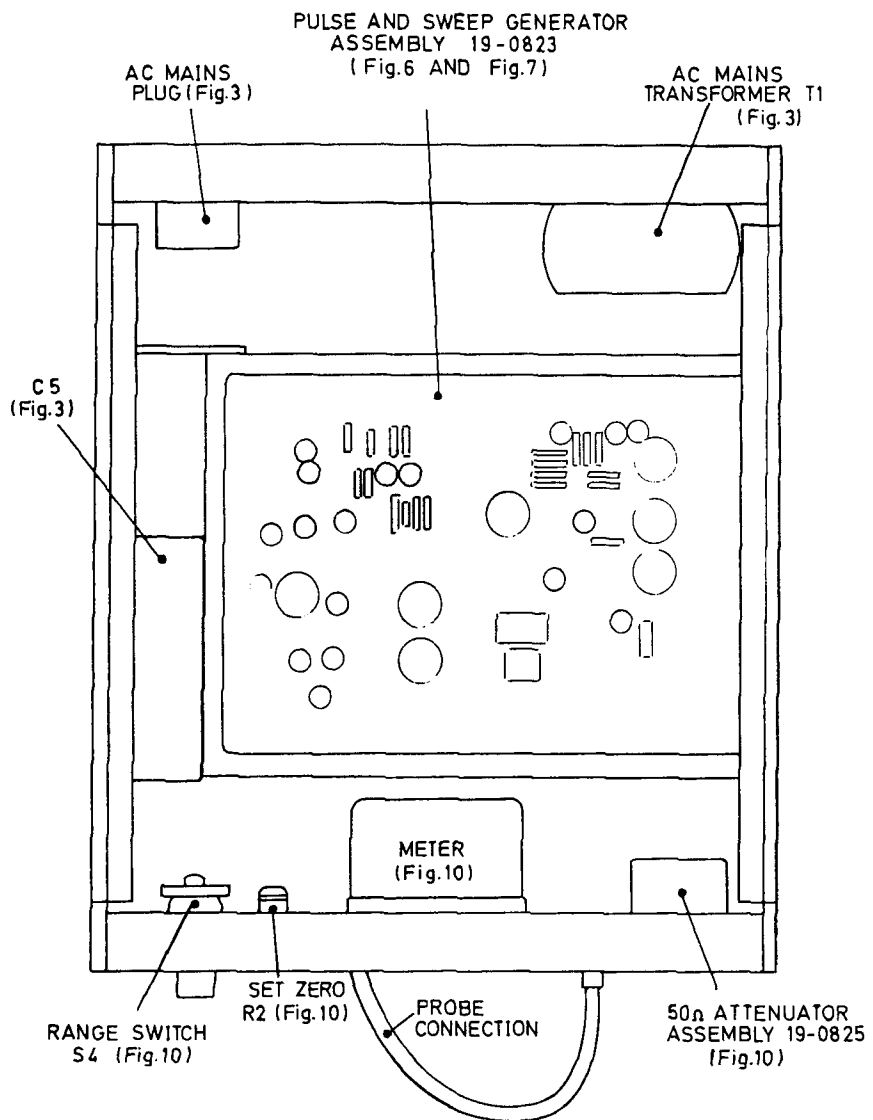 PULSE AND SWEEP GENERATOR
ASSEMBLY 19-0823
(Fig.6 AND Fig.7)
AC MAINS
PLUG (Fig.3)
AC MAINS
TRANSFORMER T1
(Fig.3)
C5
(Fig.3)
METER
(Fig.10)
SET ZERO
R2 (Fig.10)
PROBE
CONNECTION
RANGE SWITCH
S4 (Fig.10)
50Ω ATTENUATOR
ASSEMBLY 19-0825
(Fig.10)